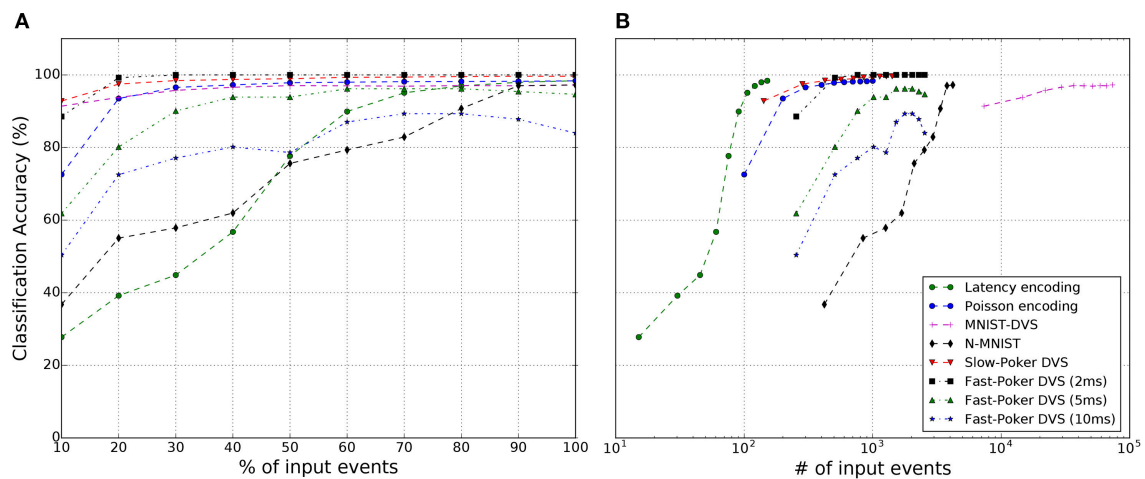 A
B
Classification Accuracy (%)
100
80
60
40
20
0
10 20 30 40 50 60 70 80 90 100
% of input events
10^1 10^2 10^3 10^4 10^5
# of input events
Latency encoding
Poisson encoding
MNIST-DVS
N-MNIST
Slow-Poker DVS
Fast-Poker DVS (2ms)
Fast-Poker DVS (5ms)
Fast-Poker DVS (10ms)